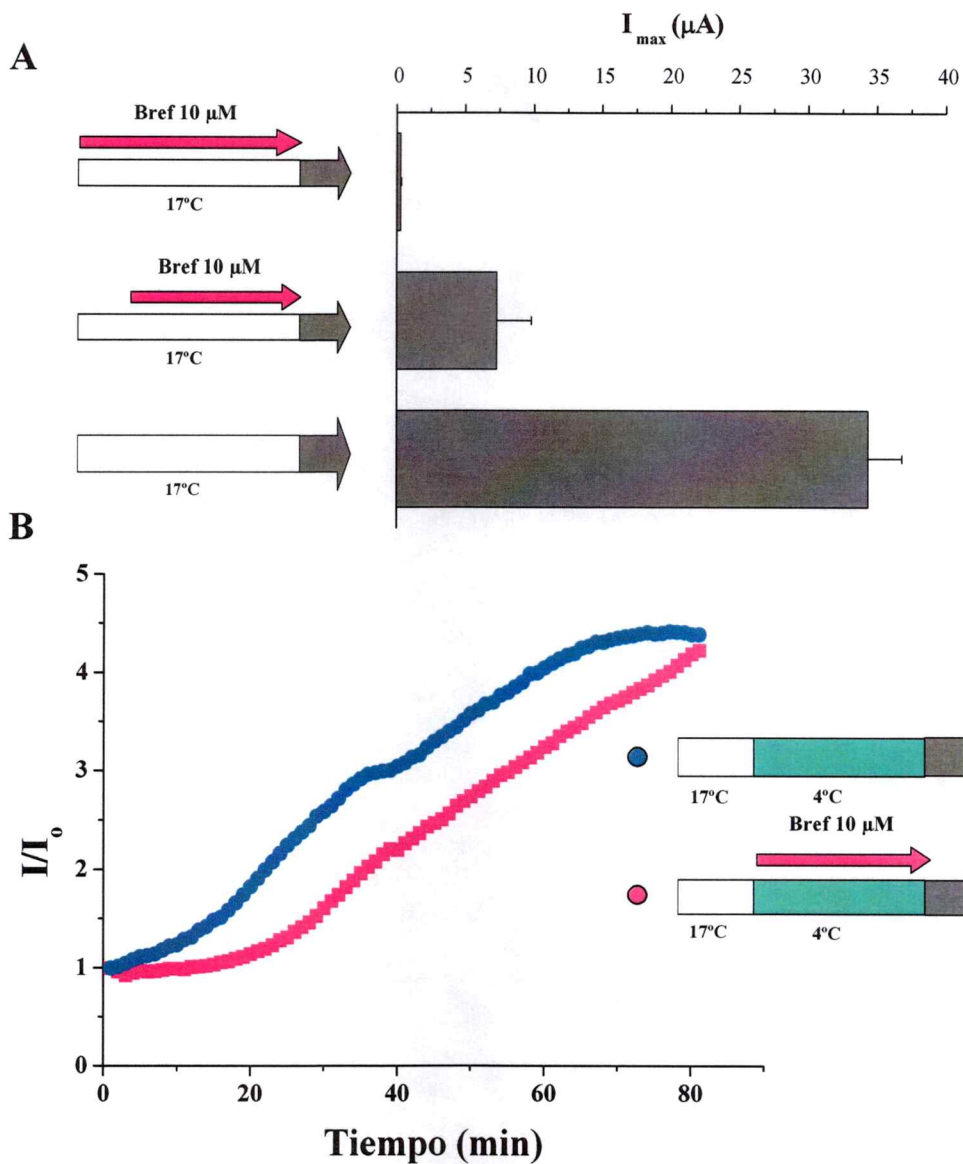 I max (μA)
A
0 5 10 15 20 25 30 35 40
Bref 10 μM
17ºC
Bref 10 μM
17ºC
17ºC
B
5
4
3
2
1
0
I/Io
0 20 40 60 80
Tiempo (min)
17ºC 4ºC
Bref 10 μM
17ºC 4ºC